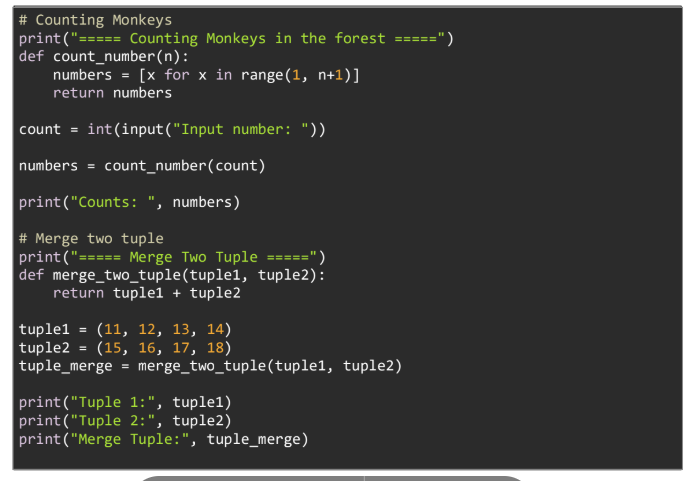 # Counting Monkeys
print("===== Counting Monkeys in the forest =====")
def count_number(n):
    numbers = [x for x in range(1, n+1)]
    return numbers

count = int(input("Input number: "))

numbers = count_number(count)

print("Counts: ", numbers)

# Merge two tuple
print("===== Merge Two Tuple =====")
def merge_two_tuple(tuple1, tuple2):
    return tuple1 + tuple2

tuple1 = (11, 12, 13, 14)
tuple2 = (15, 16, 17, 18)
tuple_merge = merge_two_tuple(tuple1, tuple2)

print("Tuple 1:", tuple1)
print("Tuple 2:", tuple2)
print("Merge Tuple:", tuple_merge)